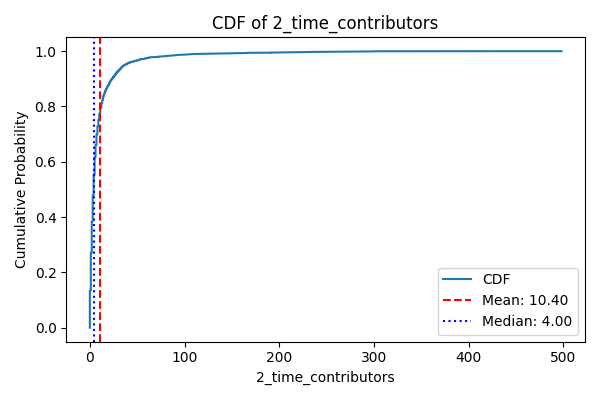 CDF of 2_time_contributors
Cumulative Probability
1.0
0.8
0.6
0.4
0.2
0.0
CDF
Mean: 10.40
Median: 4.00
0 100 200 300 400 500
2_time_contributors